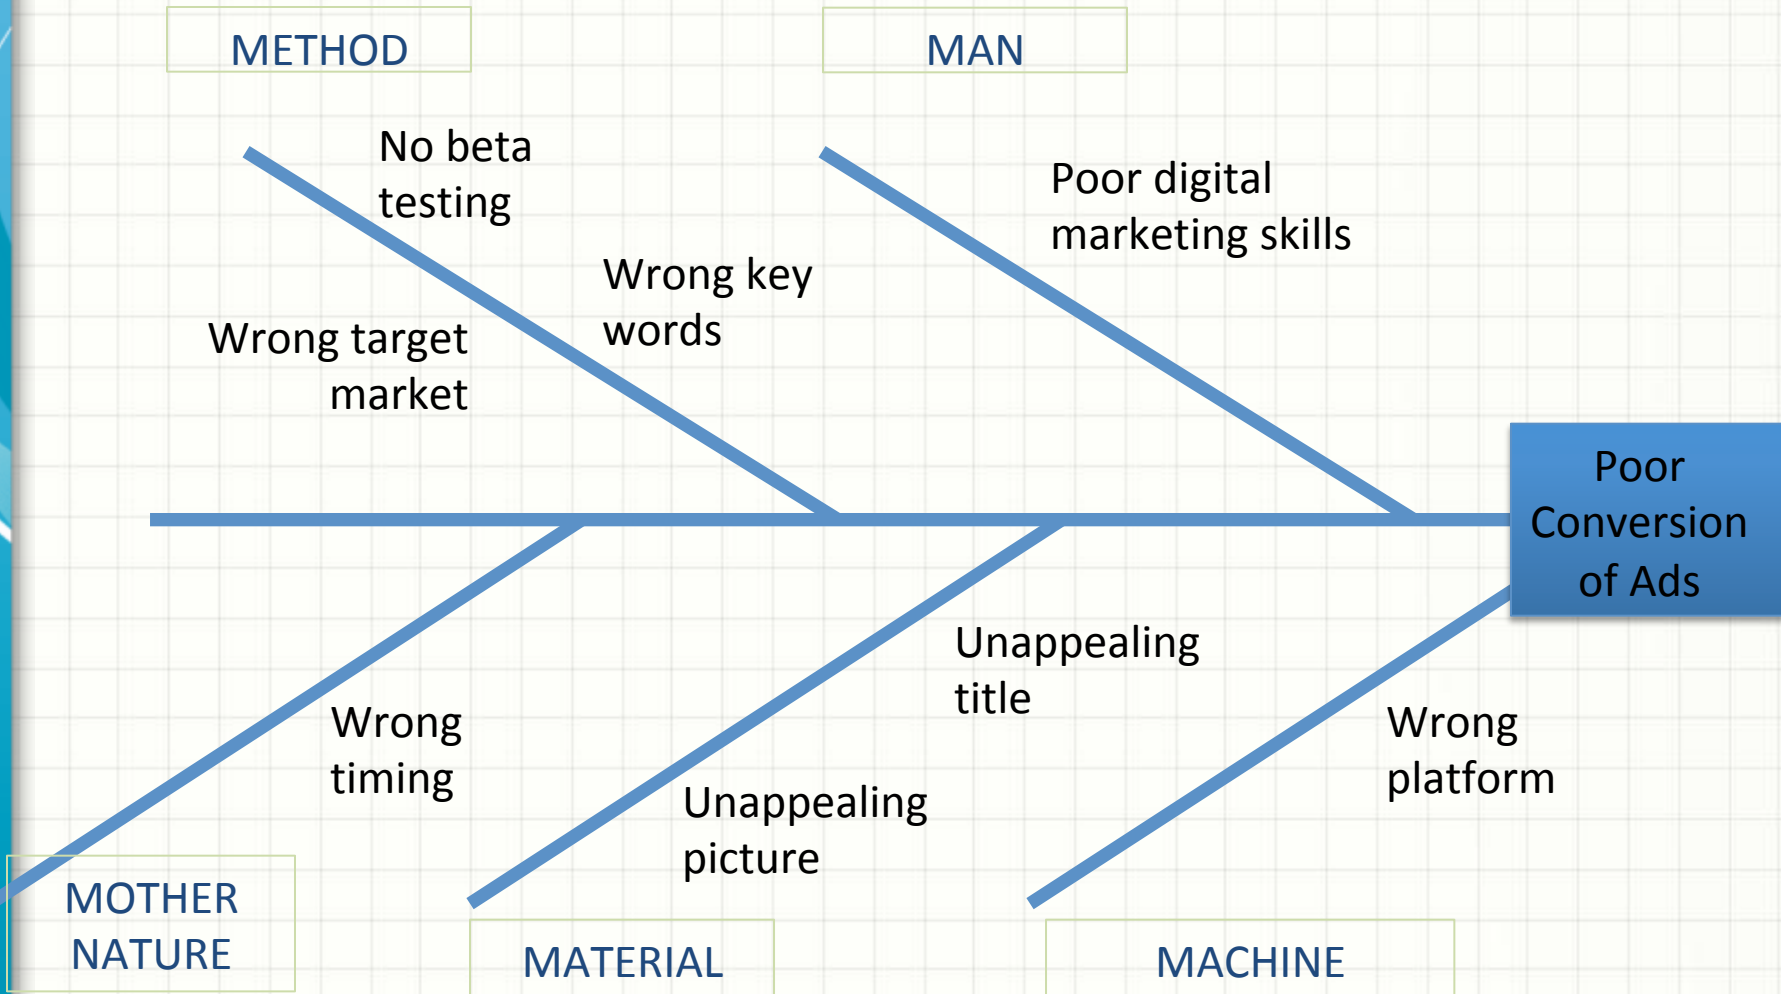 METHOD
MAN
No beta
testing
Poor digital
marketing skills
Wrong key
words
Wrong target
market
Poor
Conversion
of Ads
Unappealing
title
Wrong
timing
Wrong
platform
Unappealing
picture
MOTHER
NATURE
MATERIAL
MACHINE